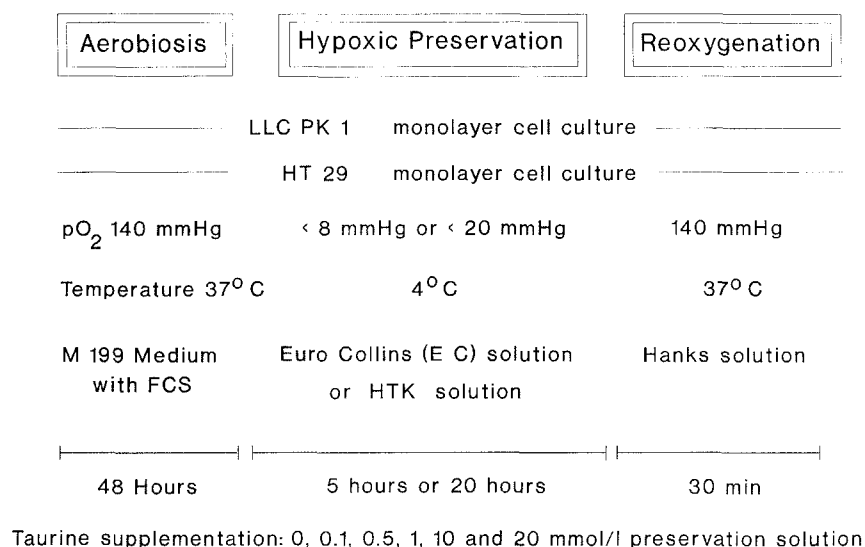 Aerobiosis Hypoxic Preservation Reoxygenation
LLC PK 1 monolayer cell culture
HT 29 monolayer cell culture
pO2 140 mmHg < 8 mmHg or < 20 mmHg 140 mmHg
Temperature 37° C 4° C 37° C
M 199 Medium Euro Collins (E C) solution Hanks solution
with FCS or HTK solution
48 Hours 5 hours or 20 hours 30 min
Taurine supplementation: 0, 0.1, 0.5, 1, 10 and 20 mmol/l preservation solution